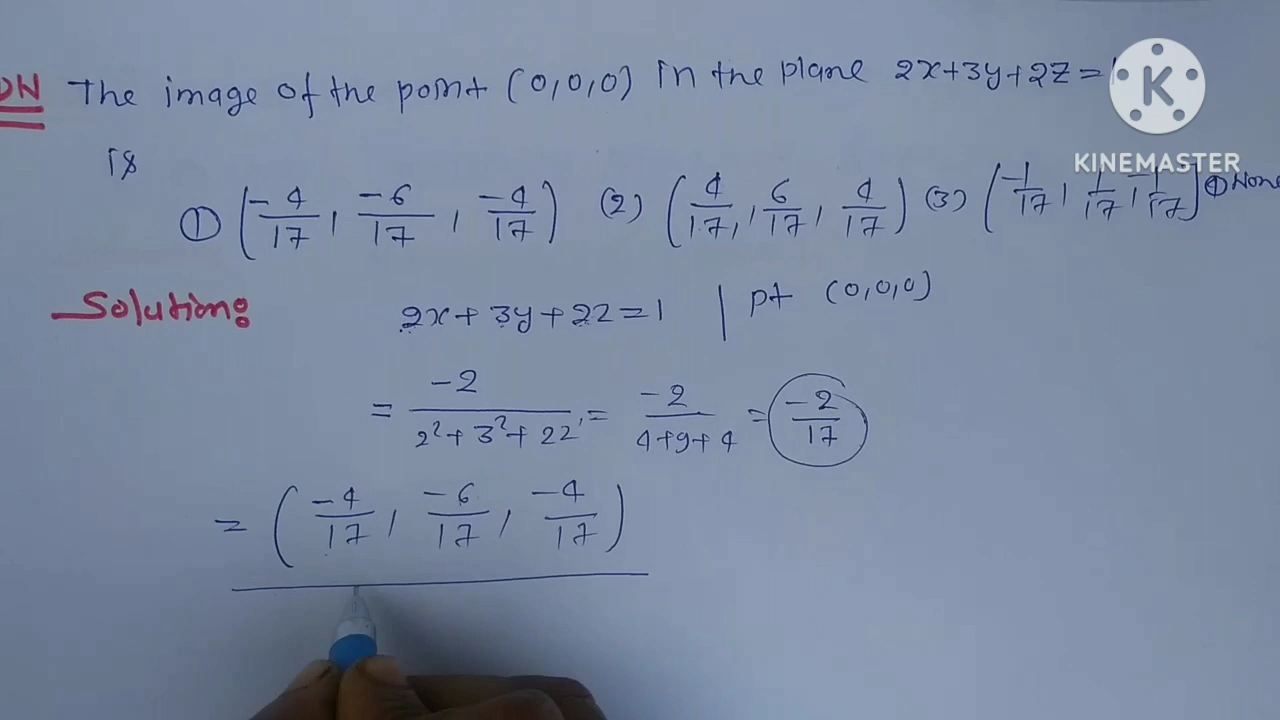 ON The image of the point (0,0,0) in the plane 2x+3y+2z=1
is
① (-4/17, -6/17, -4/17) (2) (4/17, 6/17, 4/17) (3) (-1/17, 1/17, -1/17) ④ None
Solution: 2x+3y+2z=1 | pt (0,0,0)
= -2/(2²+3²+22) = -2/(4+9+4) = -2/17
= (-4/17, -6/17, -4/17)
K
KINEMASTER